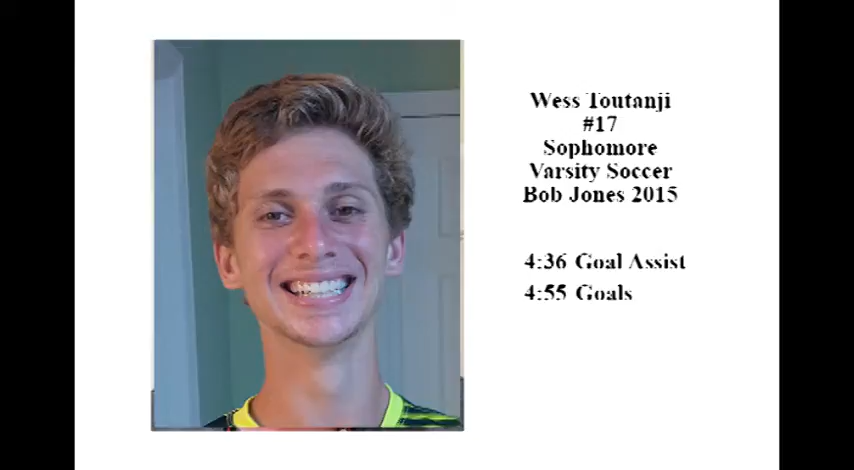 Wess Toutanji
#17
Sophomore
Varsity Soccer
Bob Jones 2015
4:36 Goal Assist
4:55 Goals